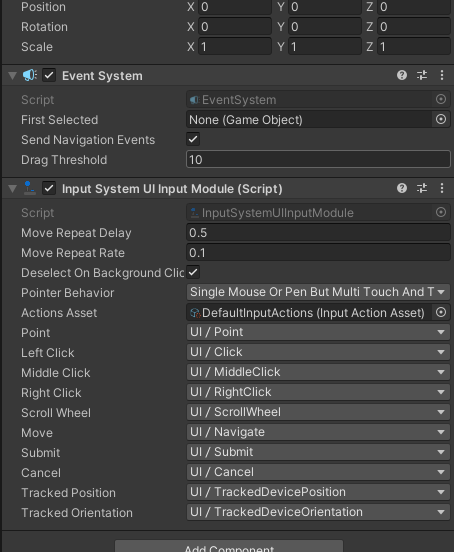 Position X 0 Y 0 Z 0
Rotation X 0 Y 0 Z 0
Scale X 1 Y 1 Z 1
Event System
Script EventSystem
First Selected None (Game Object)
Send Navigation Events
Drag Threshold 10
Input System UI Input Module (Script)
Script InputSystemUIInputModule
Move Repeat Delay 0.5
Move Repeat Rate 0.1
Deselect On Background Clic
Pointer Behavior Single Mouse Or Pen But Multi Touch And T
Actions Asset DefaultInputActions (Input Action Asset)
Point UI / Point
Left Click UI / Click
Middle Click UI / MiddleClick
Right Click UI / RightClick
Scroll Wheel UI / ScrollWheel
Move UI / Navigate
Submit UI / Submit
Cancel UI / Cancel
Tracked Position UI / TrackedDevicePosition
Tracked Orientation UI / TrackedDeviceOrientation
Add Component